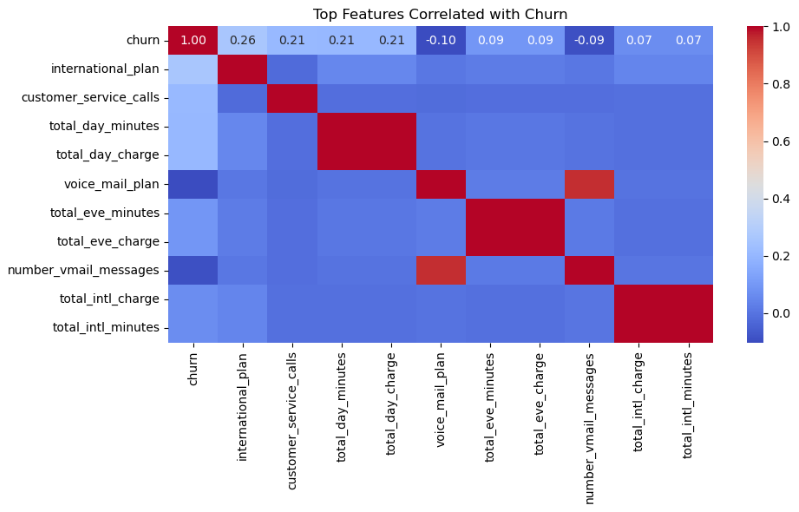 Top Features Correlated with Churn
churn
1.00 0.26 0.21 0.21 0.21 -0.10 0.09 0.09 -0.09 0.07 0.07
international_plan
customer_service_calls
total_day_minutes
total_day_charge
voice_mail_plan
total_eve_minutes
total_eve_charge
number_vmail_messages
total_intl_charge
total_intl_minutes
churn
international_plan
customer_service_calls
total_day_minutes
total_day_charge
voice_mail_plan
total_eve_minutes
total_eve_charge
number_vmail_messages
total_intl_charge
total_intl_minutes
1.0
0.8
0.6
0.4
0.2
0.0